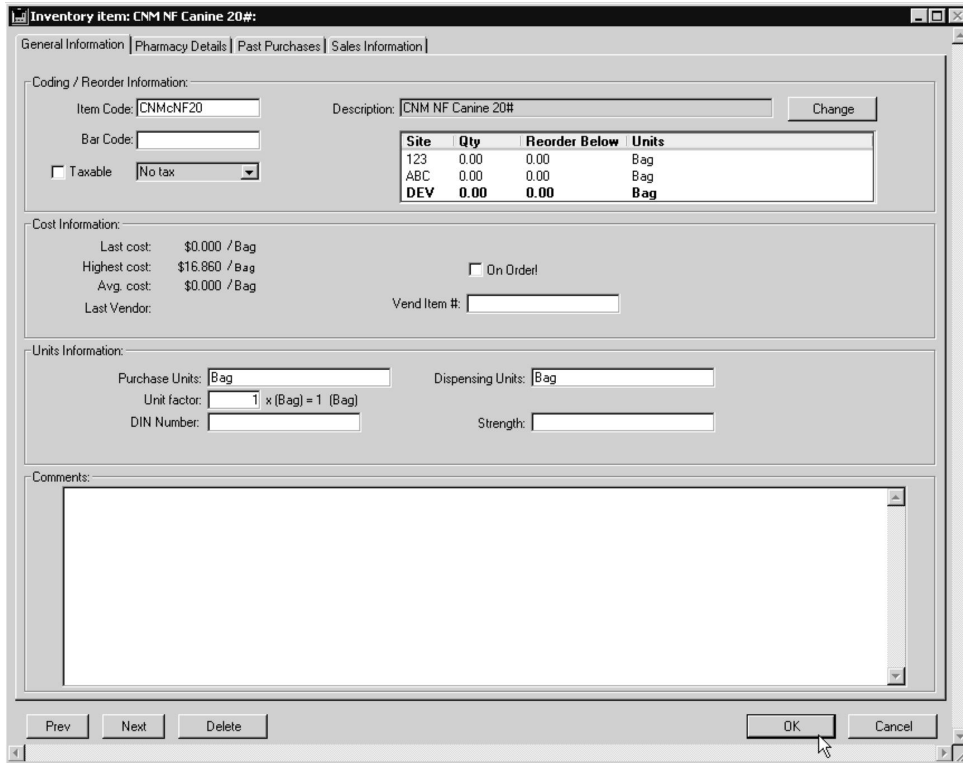 Inventory item: CNM NF Canine 20#:
General Information Pharmacy Details Past Purchases Sales Information
Coding / Reorder Information:
Item Code: CNMcNF20 Description: CNM NF Canine 20# Change
Bar Code:
Site Qty Reorder Below Units
Taxable No tax
123 0.00 0.00 Bag
ABC 0.00 0.00 Bag
DEV 0.00 0.00 Bag
Cost Information:
Last cost: $0.000 / Bag
Highest cost: $16.860 / Bag
On Order!
Avg. cost: $0.000 / Bag
Last Vendor:
Vend Item #:
Units Information:
Purchase Units: Bag Dispensing Units: Bag
Unit factor: 1 x (Bag) = 1 (Bag)
DIN Number: Strength:
Comments:
Prev Next Delete OK Cancel